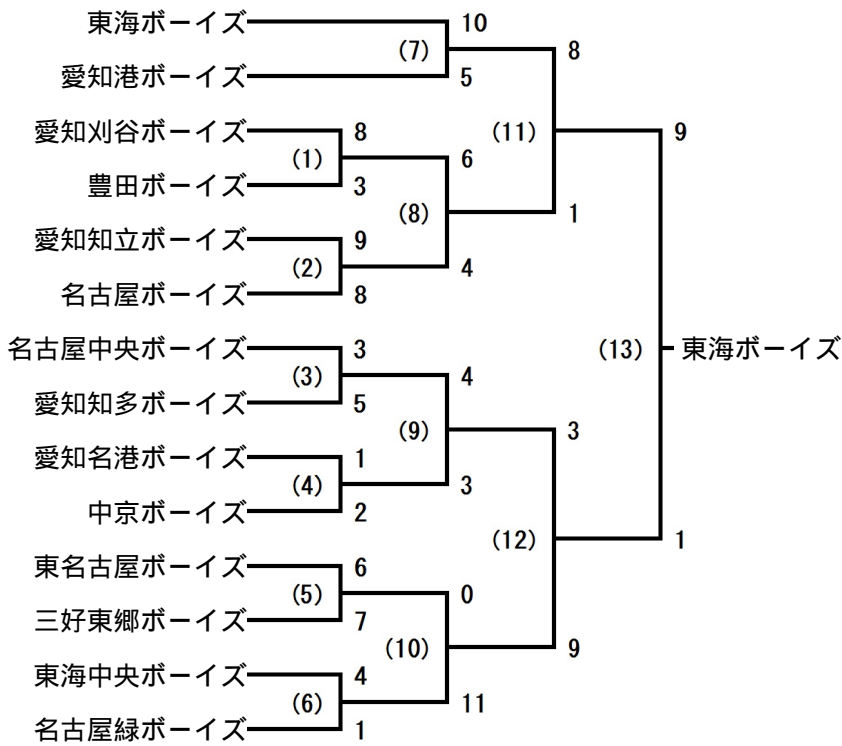 東海ボーイズ 10
(7) 8
愛知港ボーイズ 5
愛知刈谷ボーイズ 8 (11) 9
(1) 6
豊田ボーイズ 3
(8) 1
愛知知立ボーイズ 9
(2) 4
名古屋ボーイズ 8
名古屋中央ボーイズ 3 (13) 東海ボーイズ
(3) 4
愛知知多ボーイズ 5
(9) 3
愛知名港ボーイズ 1
(4) 3
中京ボーイズ 2
(12) 1
東名古屋ボーイズ 6
(5) 0
三好東郷ボーイズ 7
(10) 9
東海中央ボーイズ 4
(6) 11
名古屋緑ボーイズ 1